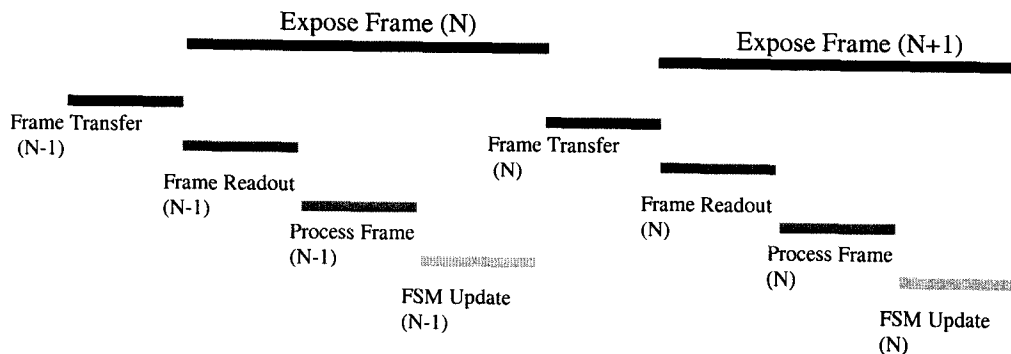 Expose Frame (N)
Expose Frame (N+1)
Frame Transfer
(N-1)
Frame Transfer
(N)
Frame Readout
(N-1)
Frame Readout
(N)
Process Frame
(N-1)
Process Frame
(N)
FSM Update
(N-1)
FSM Update
(N)